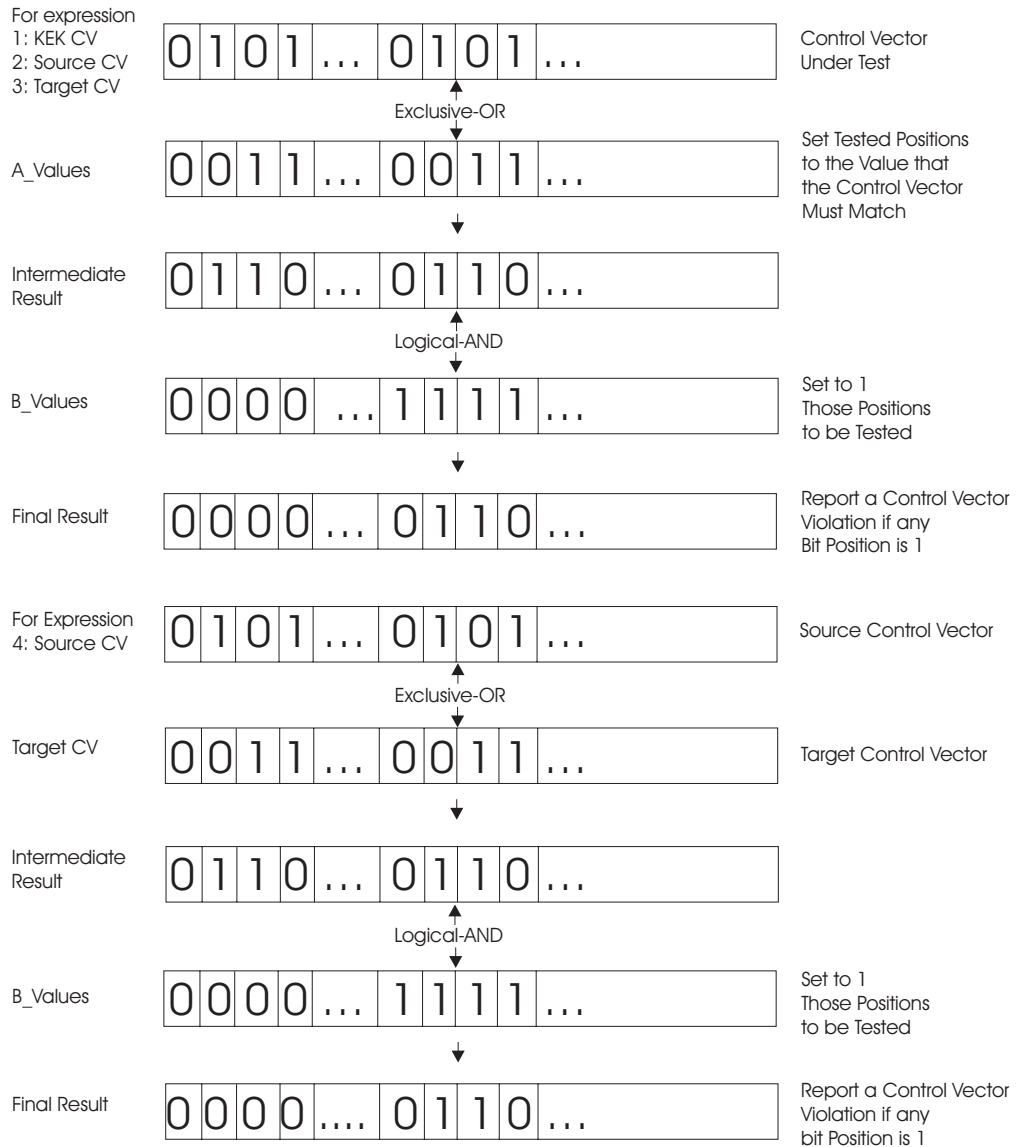 For expression
1: KEK CV
2: Source CV
3: Target CV
0 1 0 1 ... 0 1 0 1 ...
Control Vector
Under Test
Exclusive-OR
A_Values
0 0 1 1 ... 0 0 1 1 ...
Set Tested Positions
to the Value that
the Control Vector
Must Match
Intermediate
Result
0 1 1 0 ... 0 1 1 0 ...
Logical-AND
B_Values
0 0 0 0 ... 1 1 1 1 ...
Set to 1
Those Positions
to be Tested
Final Result
0 0 0 0 ... 0 1 1 0 ...
Report a Control Vector
Violation if any
Bit Position is 1
For Expression
4: Source CV
0 1 0 1 ... 0 1 0 1 ...
Source Control Vector
Exclusive-OR
Target CV
0 0 1 1 ... 0 0 1 1 ...
Target Control Vector
Intermediate
Result
0 1 1 0 ... 0 1 1 0 ...
Logical-AND
B_Values
0 0 0 0 ... 1 1 1 1 ...
Set to 1
Those Positions
to be Tested
Final Result
0 0 0 0 .... 0 1 1 0 ...
Report a Control Vector
Violation if any
bit Position is 1